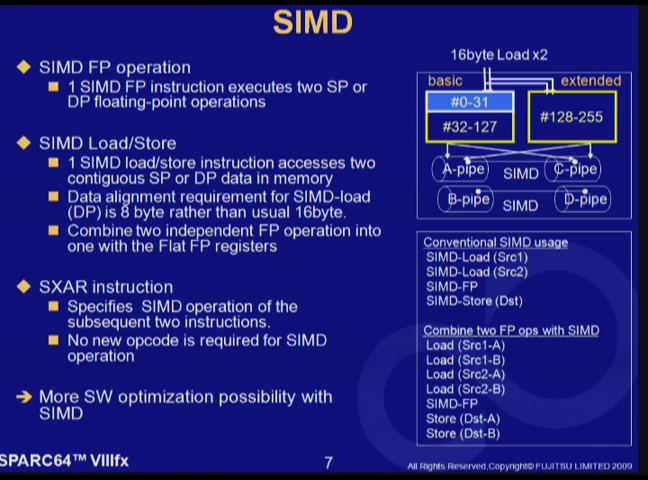 SIMD
SIMD FP operation
1 SIMD FP instruction executes two SP or
DP floating-point operations
SIMD Load/Store
1 SIMD load/store instruction accesses two
contiguous SP or DP data in memory
Data alignment requirement for SIMD-load
(DP) is 8 byte rather than usual 16byte.
Combine two independent FP operation into
one with the Flat FP registers
SXAR instruction
Specifies SIMD operation of the
subsequent two instructions.
No new opcode is required for SIMD
operation
More SW optimization possibility with
SIMD
16byte Load x2
basic extended
#0-31
#32-127
#128-255
A-pipe SIMD C-pipe
B-pipe SIMD D-pipe
Conventional SIMD usage
SIMD-Load (Src1)
SIMD-Load (Src2)
SIMD-FP
SIMD-Store (Dst)
Combine two FP ops with SIMD
Load (Src1-A)
Load (Src1-B)
Load (Src2-A)
Load (Src2-B)
SIMD-FP
Store (Dst-A)
Store (Dst-B)
SPARC64™ VIIIfx
7
All Rights Reserved,Copyright© FUJITSU LIMITED 2009